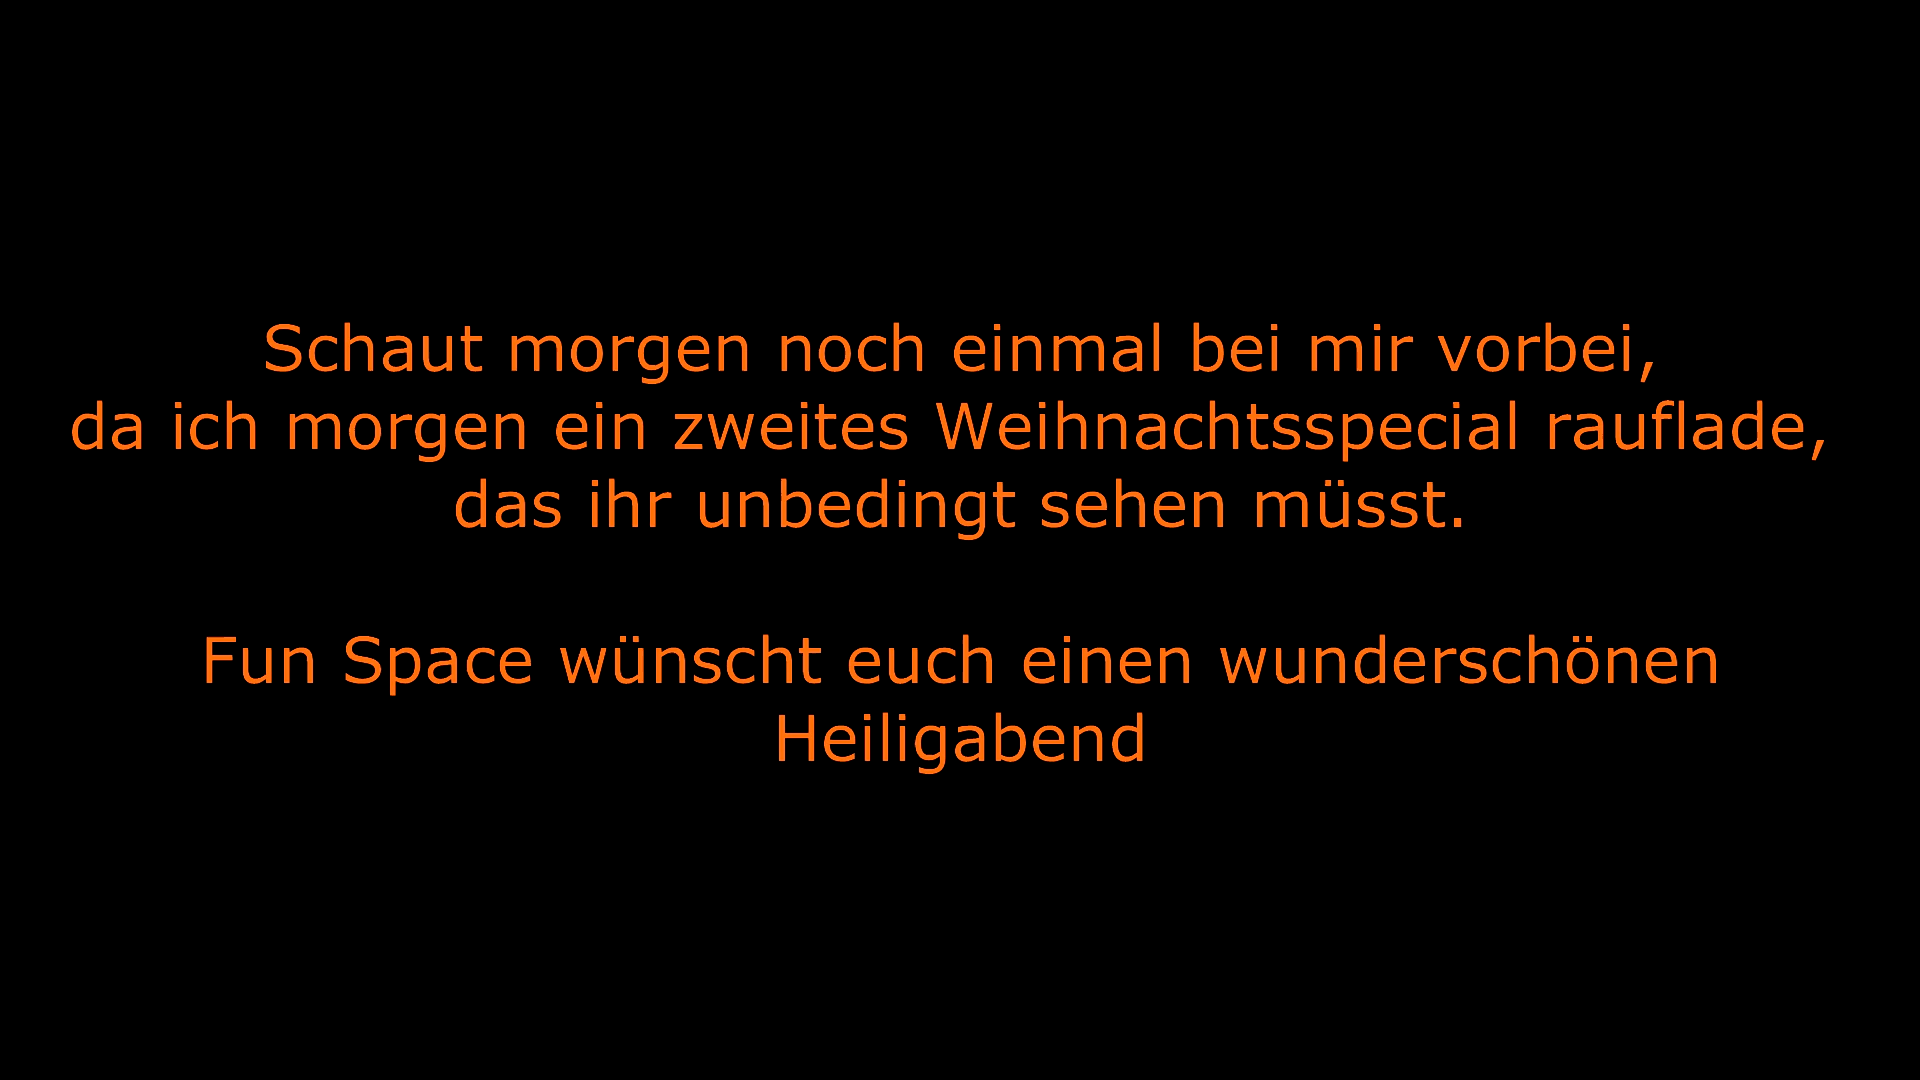 Schaut morgen noch einmal bei mir vorbei,
da ich morgen ein zweites Weihnachtsspecial rauflade,
das ihr unbedingt sehen müsst.
Fun Space wünscht euch einen wunderschönen
Heiligabend